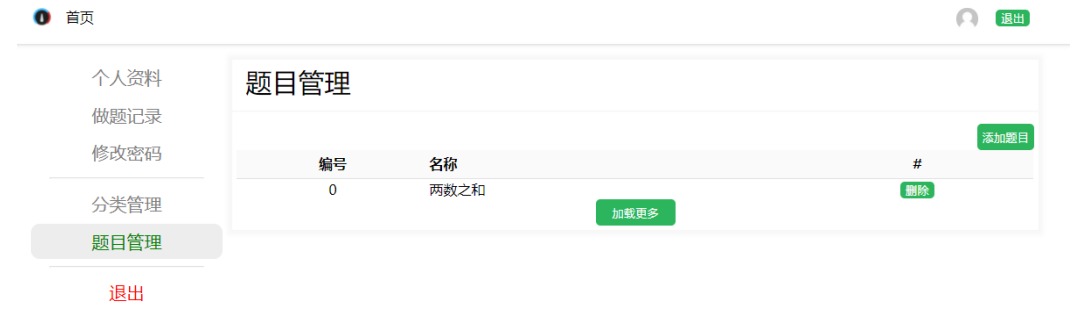 首页
退出
个人资料
做题记录
修改密码
分类管理
题目管理
退出
题目管理
添加题目
编号 名称 #
0 两数之和 删除
加载更多